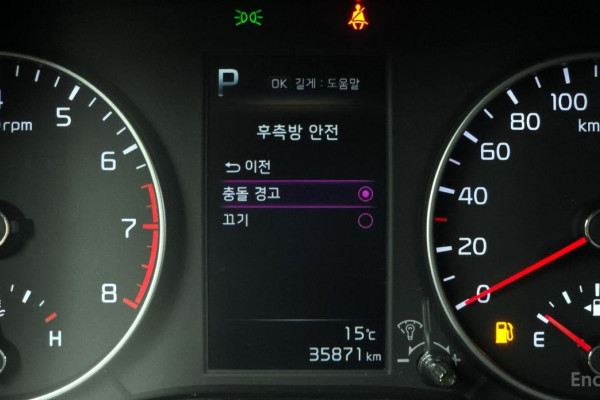 P
OK 길게 : 도움말
후측방 안전
이전
충돌 경고
끄기
15℃
35871 km
5
6
7
8
rpm
H
100
80
60
40
20
0
km
E
Enc